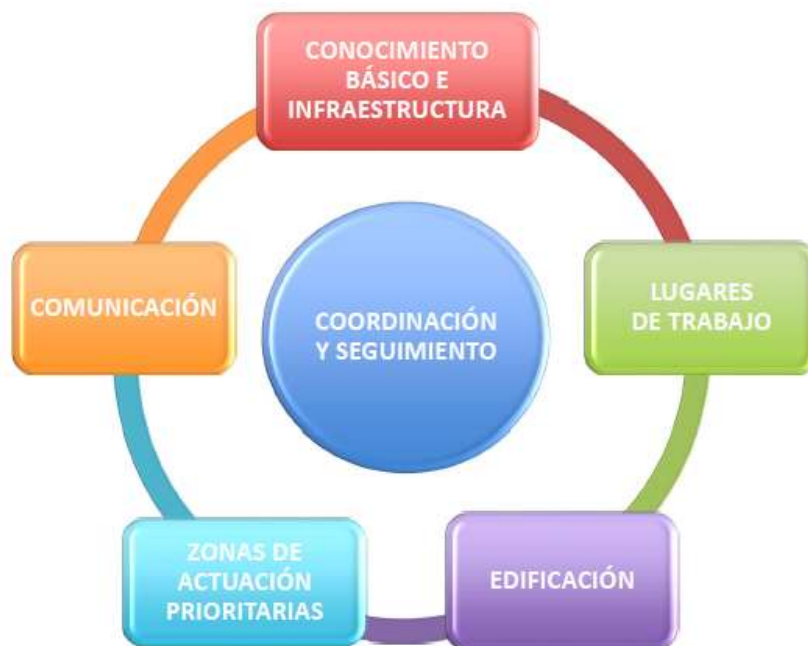 CONOCIMIENTO
BÁSICO E
INFRAESTRUCTURA
LUGARES
DE TRABAJO
EDIFICACIÓN
ZONAS DE
ACTUACIÓN
PRIORITARIAS
COMUNICACIÓN
COORDINACIÓN
Y SEGUIMIENTO